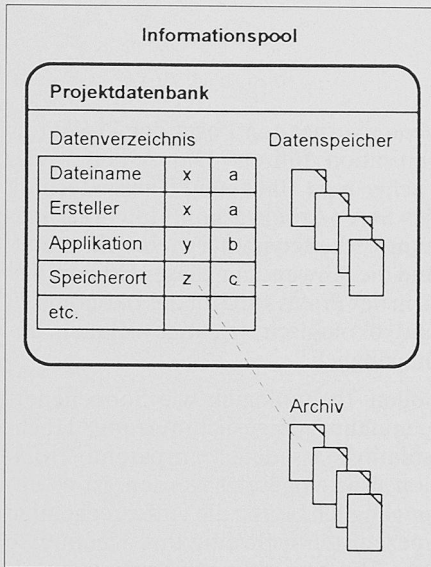 Informationspool
Projektdatenbank
Datenverzeichnis
Datenspeicher
Dateiname x a
Ersteller x a
Applikation y b
Speicherort z c
etc.
Archiv